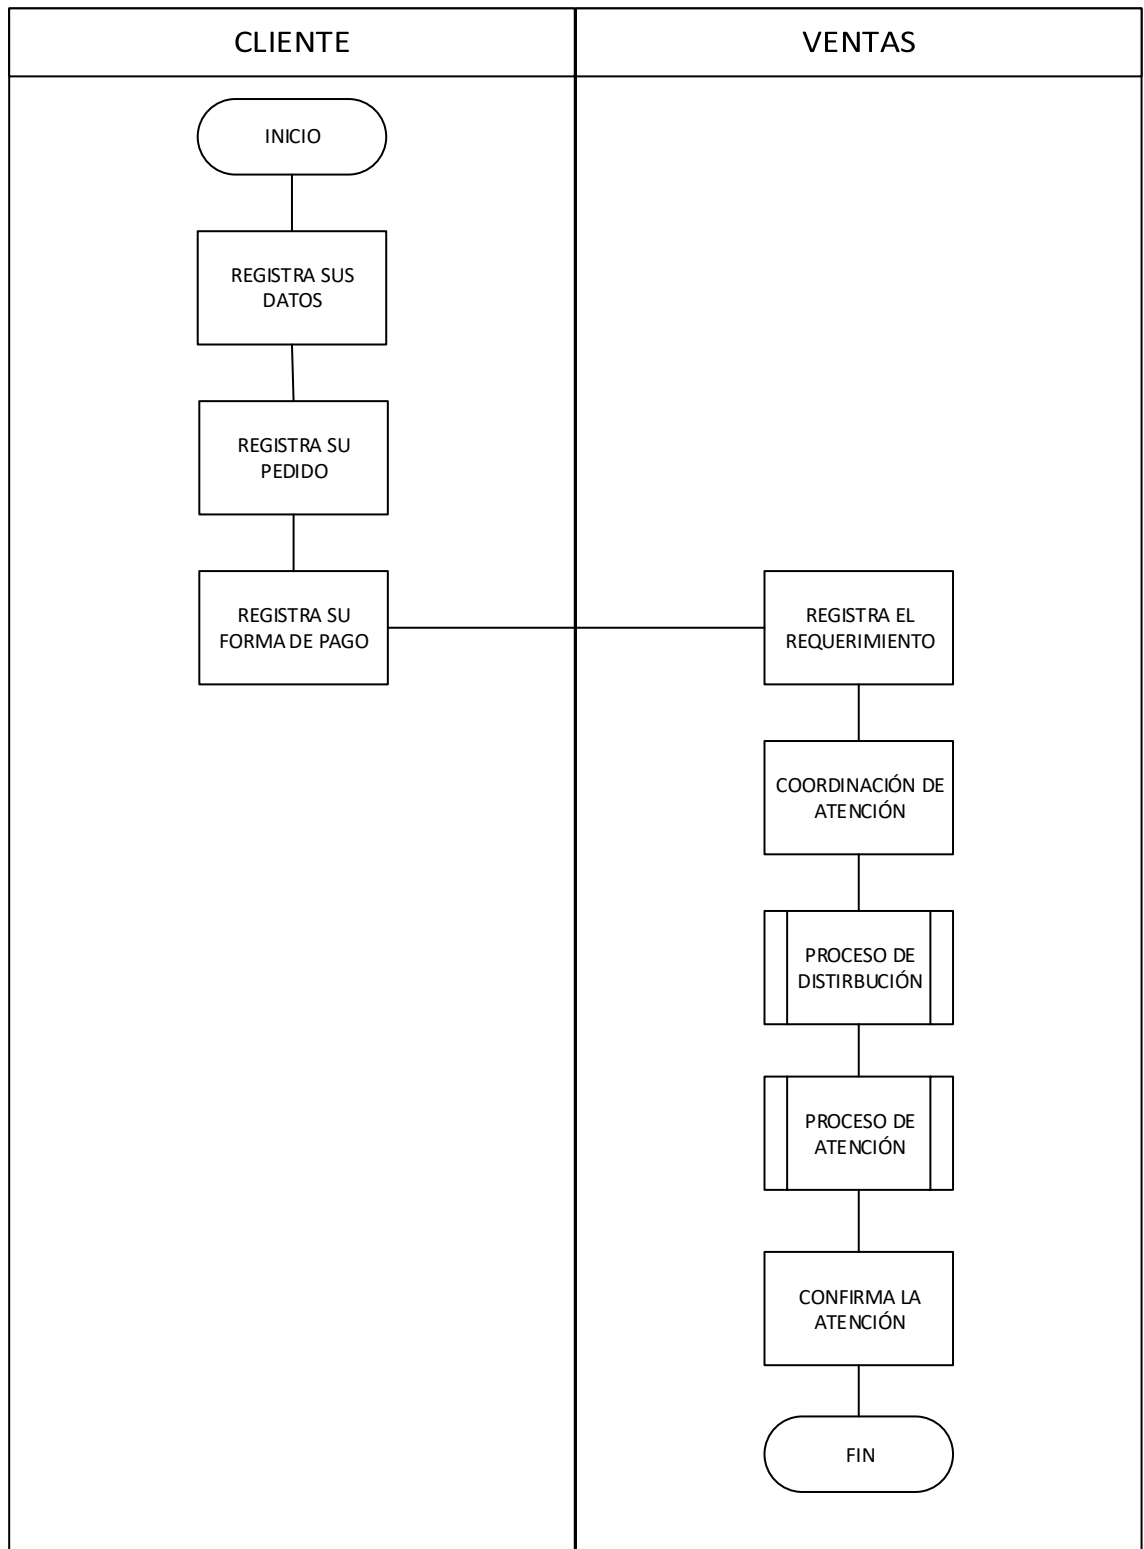 CLIENTE
VENTAS
INICIO
REGISTRA SUS
DATOS
REGISTRA SU
PEDIDO
REGISTRA SU
FORMA DE PAGO
REGISTRA EL
REQUERIMIENTO
COORDINACIÓN DE
ATENCIÓN
PROCESO DE
DISTIRBUCIÓN
PROCESO DE
ATENCIÓN
CONFIRMA LA
ATENCIÓN
FIN